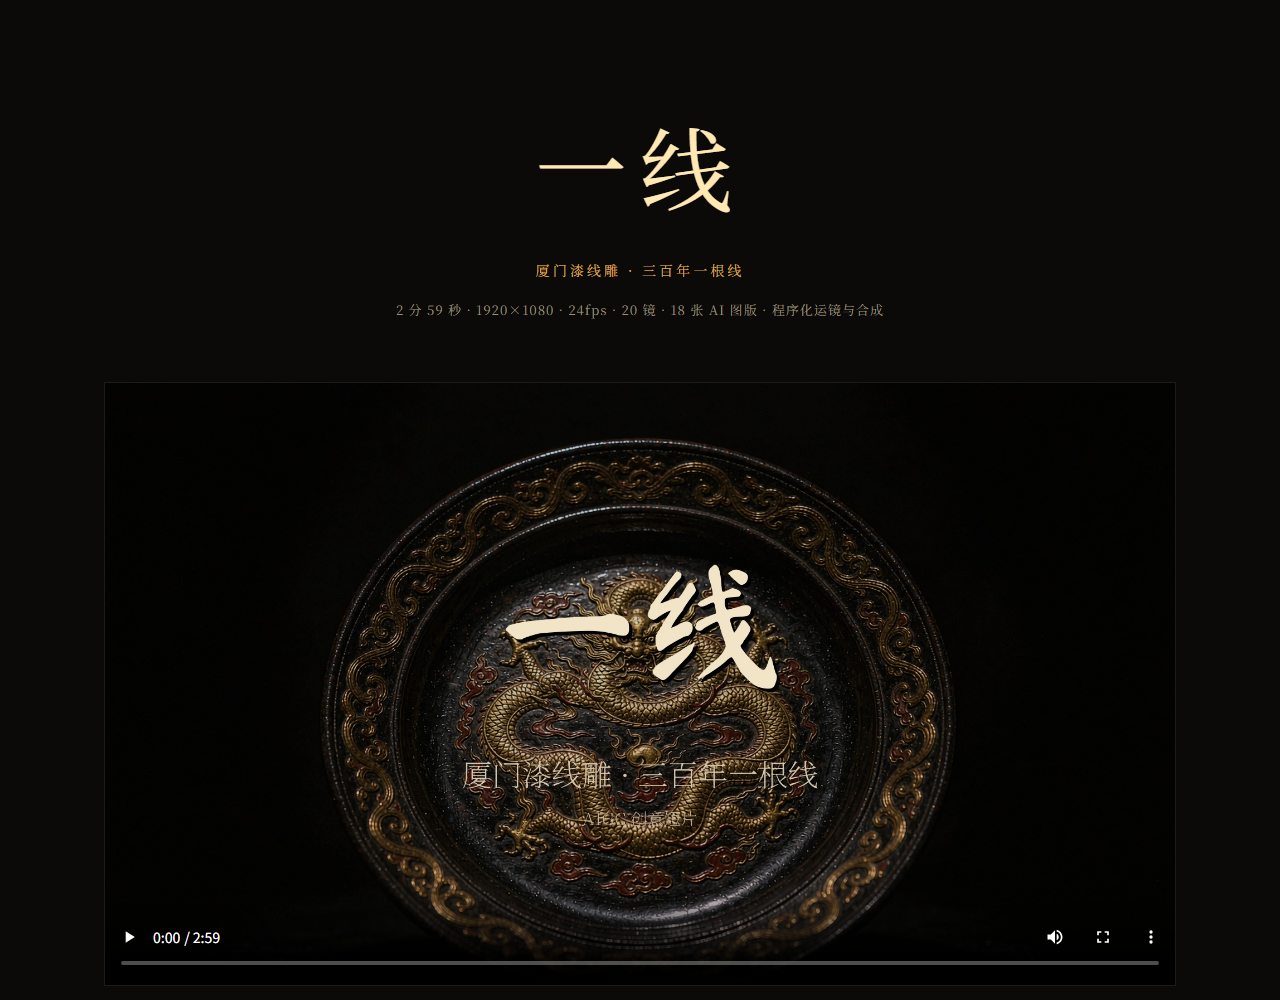 一线
厦门漆线雕 · 三百年一根线
2 分 59 秒 · 1920×1080 · 24fps · 20 镜 · 18 张 AI 图版 · 程序化运镜与合成
一线
厦门漆线雕 · 三百年一根线
0:00 / 2:59